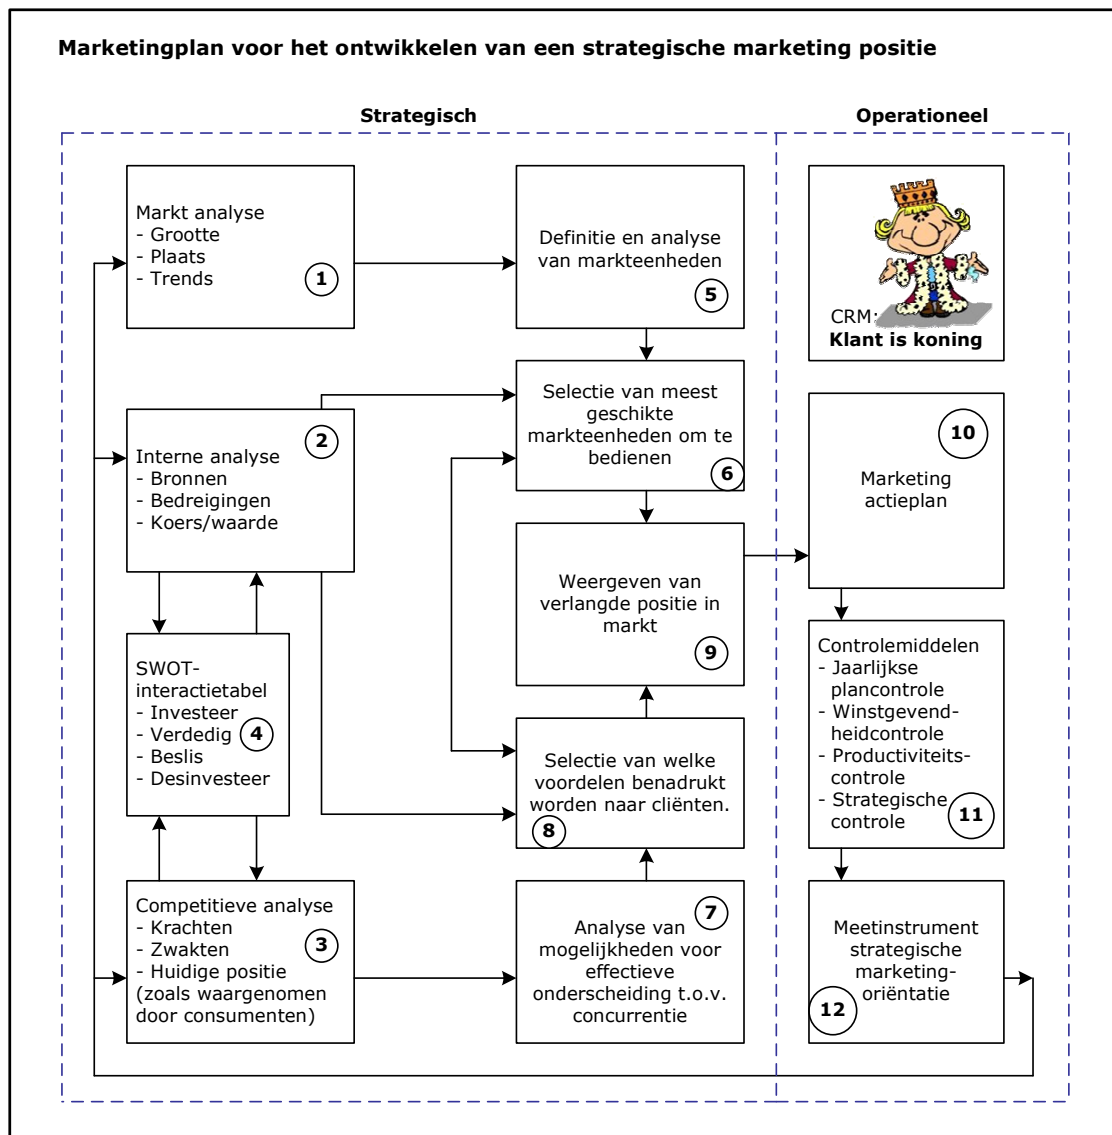 Marketingplan voor het ontwikkelen van een strategische marketing positie
Strategisch
Operationeel
Markt analyse
- Grootte
- Plaats
- Trends
1
Definitie en analyse
van markteenheden
5
CRM:
Klant is koning
Interne analyse
- Bronnen
- Bedreigingen
- Koers/waarde
2
Selectie van meest
geschikte
markteenheden om te
bedienen
6
10
Marketing
actieplan
Weergeven van
verlangde positie in
markt
9
SWOT-
interactietabel
- Investeer
- Verdedig
- Beslis
- Desinvesteer
4
Controlemiddelen
- Jaarlijkse
plancontrole
- Winstgevend-
heidcontrole
- Productiviteits-
controle
- Strategische
controle
11
Selectie van welke
voordelen benadrukt
worden naar cliënten.
8
Competitieve analyse
- Krachten
- Zwakten
- Huidige positie
(zoals waargenomen
door consumenten)
3
7
Analyse van
mogelijkheden voor
effectieve
onderscheiding t.o.v.
concurrentie
Meetinstrument
strategische
marketing-
oriëntatie
12